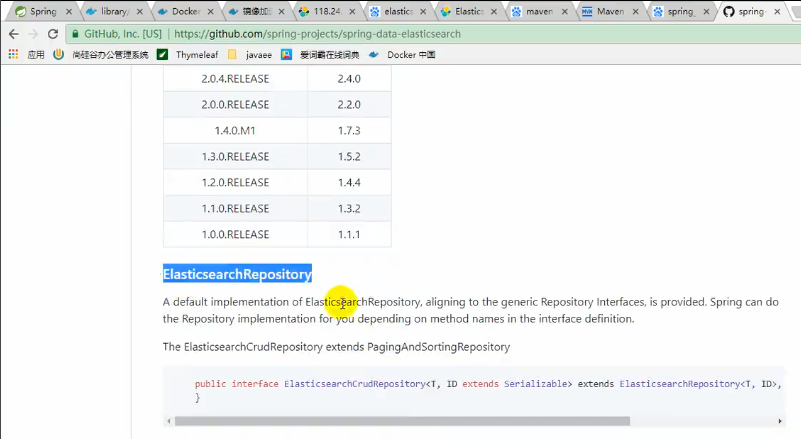 Spring
library/
Docker
镜像加速
118.24.
elastics
Elastics
maven
Maven
spring_
spring-
GitHub, Inc. [US] | https://github.com/spring-projects/spring-data-elasticsearch
应用 尚硅谷办公管理系统 Thymeleaf javaee 爱词霸在线词典 Docker 中国
2.0.4.RELEASE 2.4.0
2.0.0.RELEASE 2.2.0
1.4.0.M1 1.7.3
1.3.0.RELEASE 1.5.2
1.2.0.RELEASE 1.4.4
1.1.0.RELEASE 1.3.2
1.0.0.RELEASE 1.1.1
ElasticsearchRepository
A default implementation of ElasticsearchRepository, aligning to the generic Repository Interfaces, is provided. Spring can do
the Repository implementation for you depending on method names in the interface definition.
The ElasticsearchCrudRepository extends PagingAndSortingRepository
public interface ElasticsearchCrudRepository<T, ID extends Serializable> extends ElasticsearchRepository<T, ID>,
}